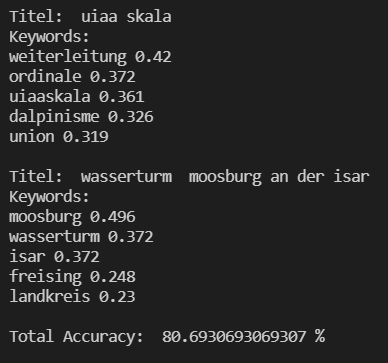 Titel:  uiaa skala
Keywords:
weiterleitung 0.42
ordinale 0.372
uiaaskala 0.361
dalpinisme 0.326
union 0.319

Titel:  wasserturm  moosburg an der isar
Keywords:
moosburg 0.496
wasserturm 0.372
isar 0.372
freising 0.248
landkreis 0.23

Total Accuracy:  80.6930693069307 %